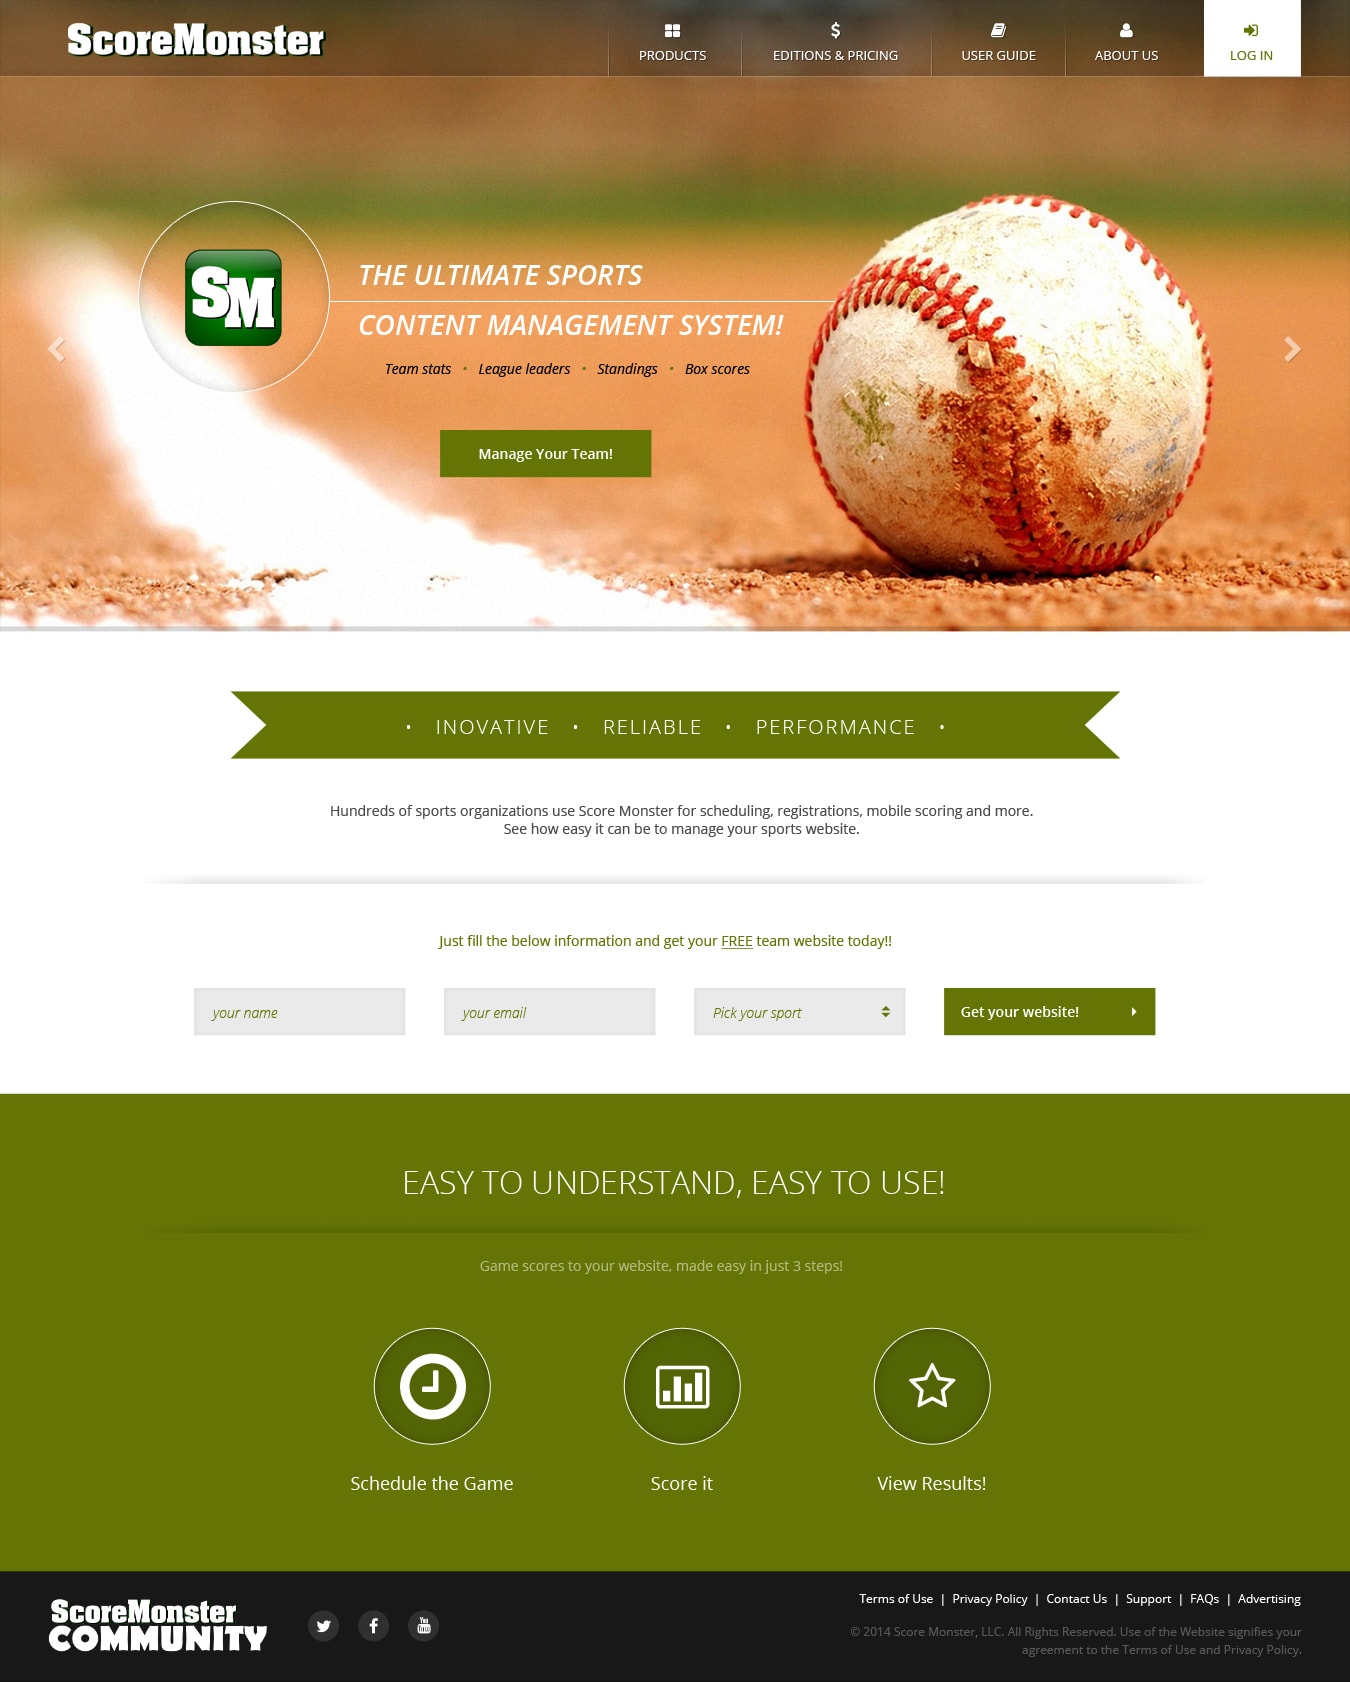 ScoreMonster
PRODUCTS
EDITIONS & PRICING
USER GUIDE
ABOUT US
LOG IN
SM
THE ULTIMATE SPORTS
CONTENT MANAGEMENT SYSTEM!
Team stats • League leaders • Standings • Box scores
Manage Your Team!
• INOVATIVE • RELIABLE • PERFORMANCE •
Hundreds of sports organizations use Score Monster for scheduling, registrations, mobile scoring and more.
See how easy it can be to manage your sports website.
Just fill the below information and get your FREE team website today!!
your name
your email
Pick your sport
Get your website!
EASY TO UNDERSTAND, EASY TO USE!
Game scores to your website, made easy in just 3 steps!
Schedule the Game
Score it
View Results!
ScoreMonster
COMMUNITY
You Tube
Terms of Use | Privacy Policy | Contact Us | Support | FAQs | Advertising
© 2014 Score Monster, LLC. All Rights Reserved. Use of the Website signifies your
agreement to the Terms of Use and Privacy Policy.